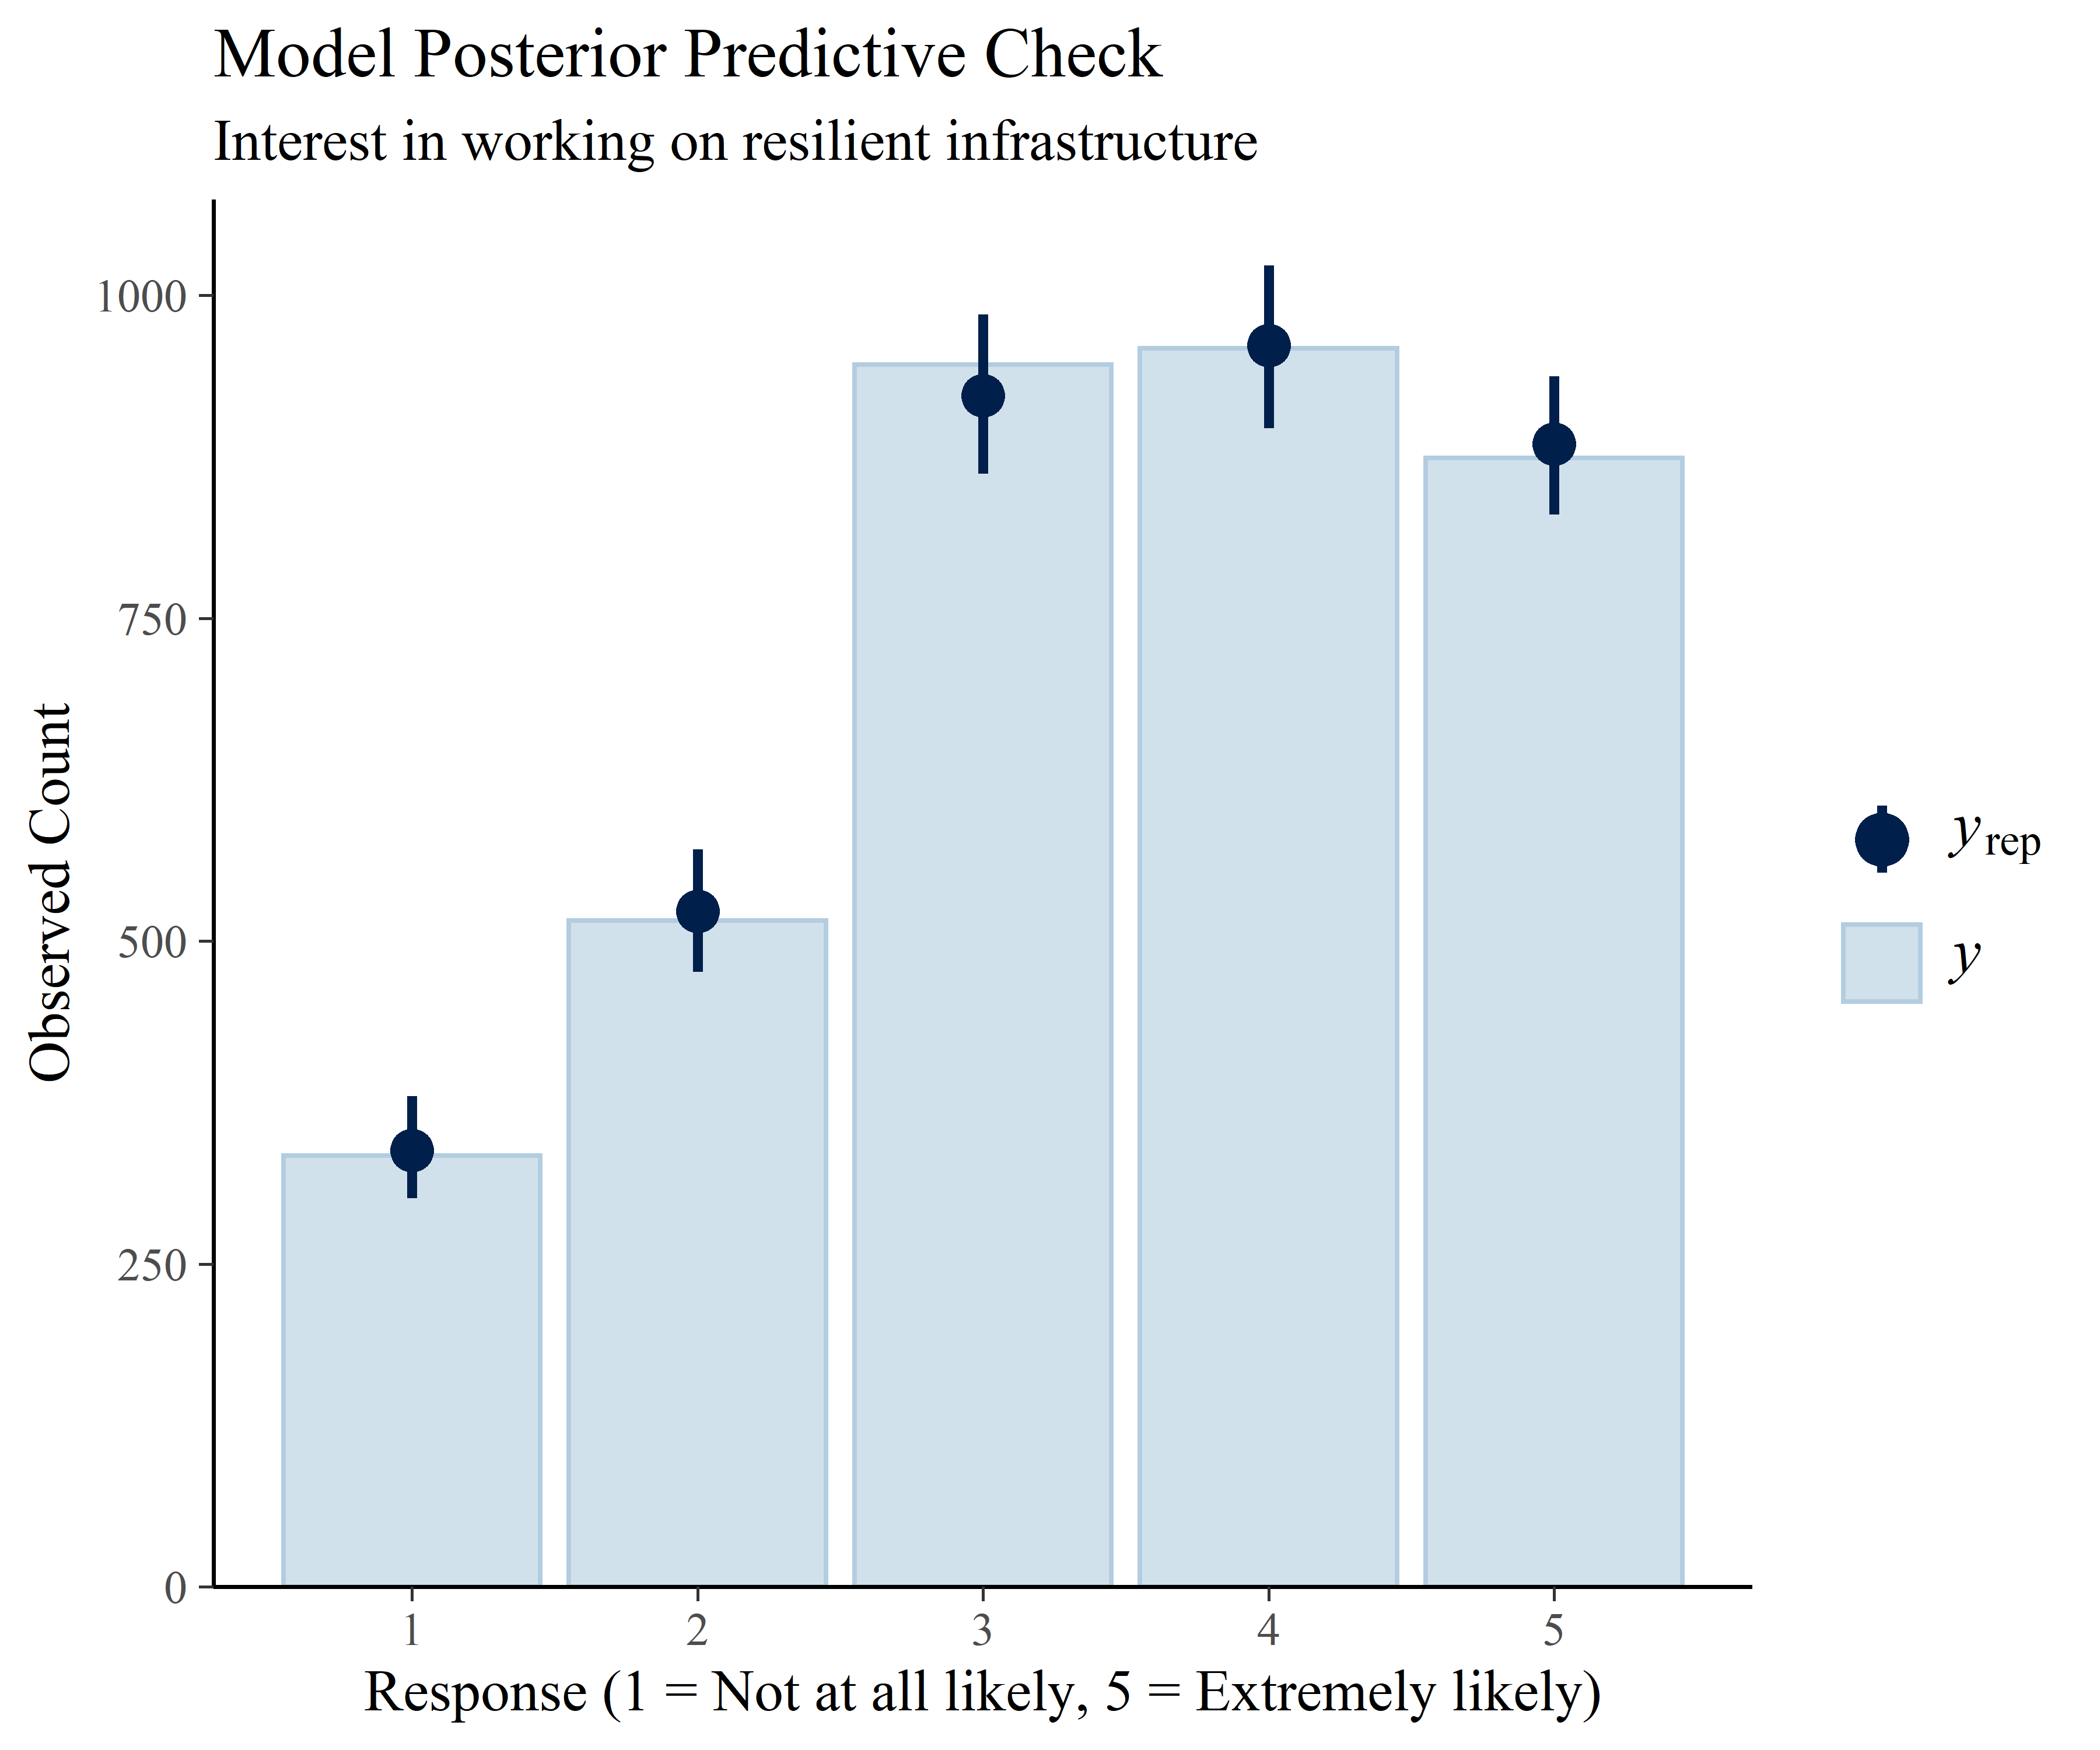 Model Posterior Predictive Check
Interest in working on resilient infrastructure
Observed Count
1000
750
500
250
0
1 2 3 4 5
Response (1 = Not at all likely, 5 = Extremely likely)
yrep
y